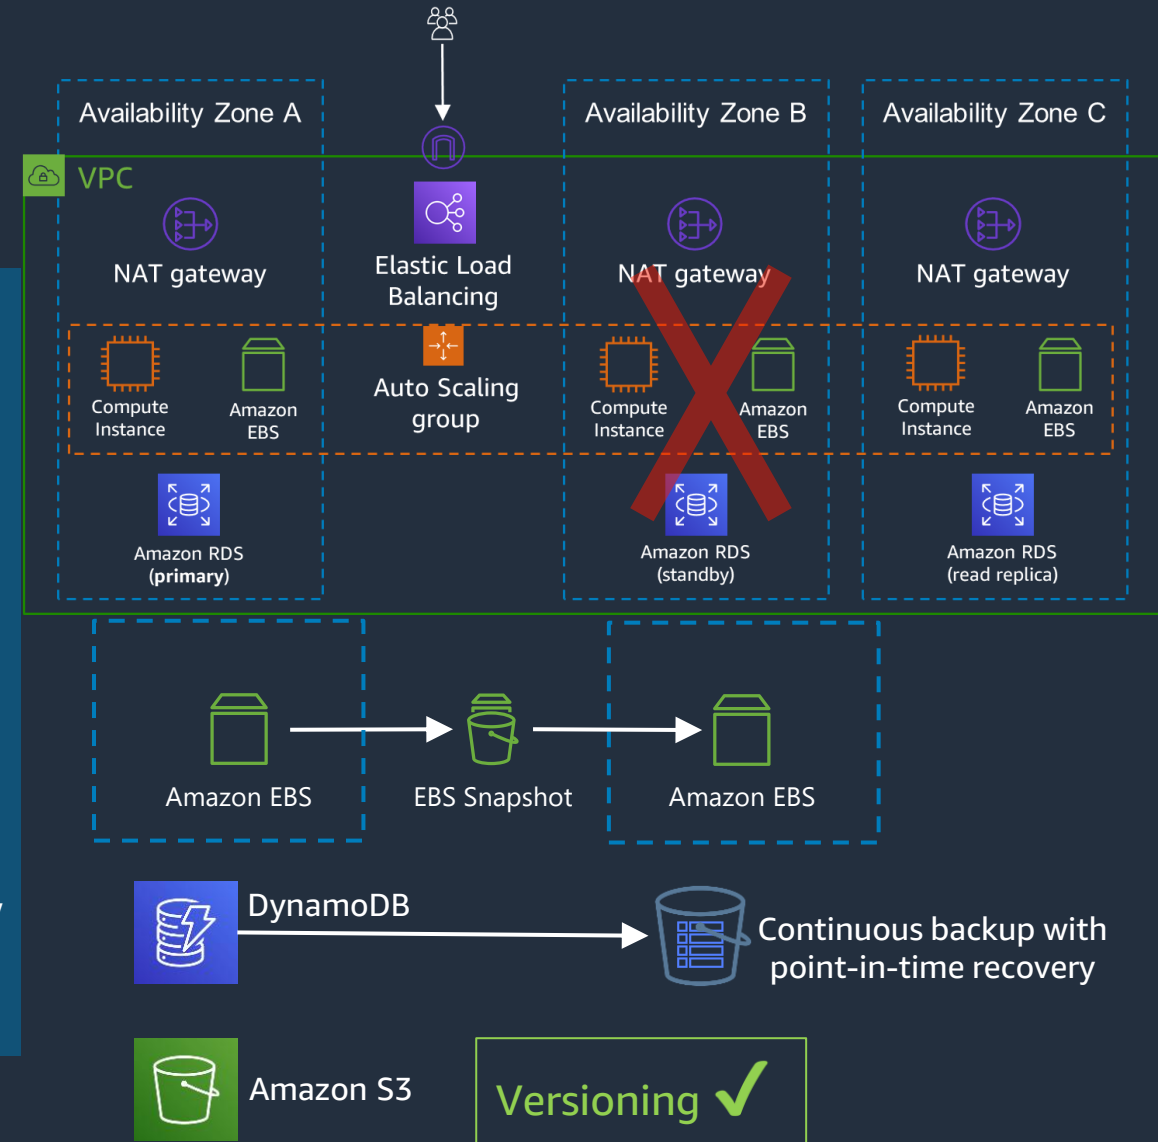 Availability Zone A
Availability Zone B
Availability Zone C
VPC
NAT gateway
Elastic Load
Balancing
NAT gateway
NAT gateway
Compute
Instance
Amazon
EBS
Auto Scaling
group
Compute
Instance
Amazon
EBS
Compute
Instance
Amazon
EBS
Amazon RDS
(primary)
Amazon RDS
(standby)
Amazon RDS
(read replica)
Amazon EBS
EBS Snapshot
Amazon EBS
DynamoDB
Continuous backup with
point-in-time recovery
Amazon S3
Versioning ✓